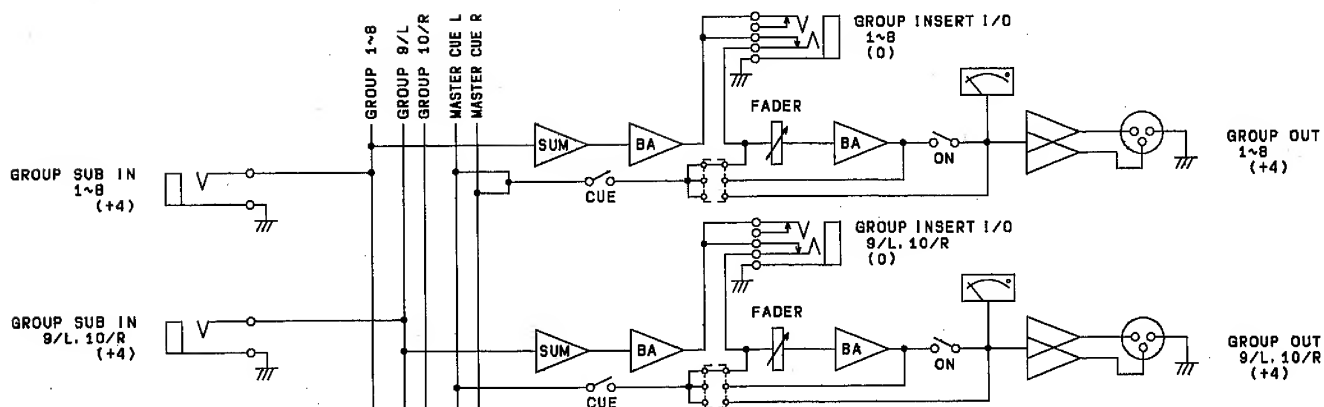 GROUP 1~8
GROUP 9/L
GROUP 10/R
MASTER CUE L
MASTER CUE R
GROUP INSERT I/O
1~8
(0)
FADER
SUM
BA
BA
ON
CUE
GROUP SUB IN
1~8
(+4)
GROUP OUT
1~8
(+4)
GROUP INSERT I/O
9/L. 10/R
(0)
FADER
SUM
BA
BA
ON
CUE
GROUP SUB IN
9/L. 10/R
(+4)
GROUP OUT
9/L. 10/R
(+4)